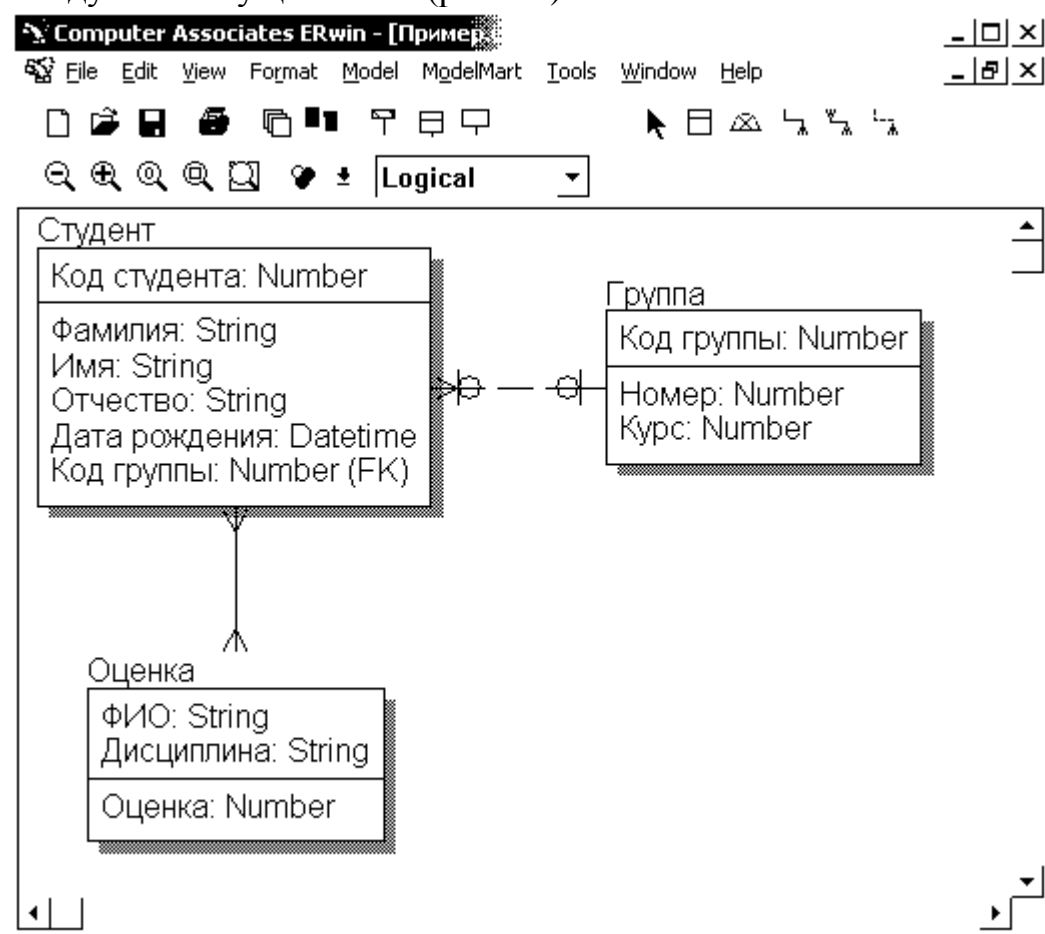 Computer Associates ERwin - [Пример
File Edit View Format Model ModelMart Tools Window Help
Logical
Студент
Код студента: Number
Фамилия: String
Имя: String
Отчество: String
Дата рождения: Datetime
Код группы: Number (FK)
Группа
Код группы: Number
Номер: Number
Курс: Number
Оценка
ФИО: String
Дисциплина: String
Оценка: Number